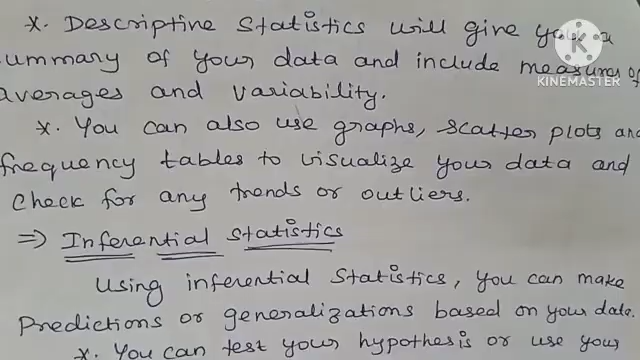 *. Descriptive Statistics will give you a
summary of your data and include measures of
averages and variability.
*. You can also use graphs, scatter plots and
frequency tables to visualize your data and
check for any trends or outliers.
⇒ Inferential Statistics
Using inferential Statistics, you can make
Predictions or generalizations based on your data.
*. You can test your hypothesis or use your
KINEMASTER